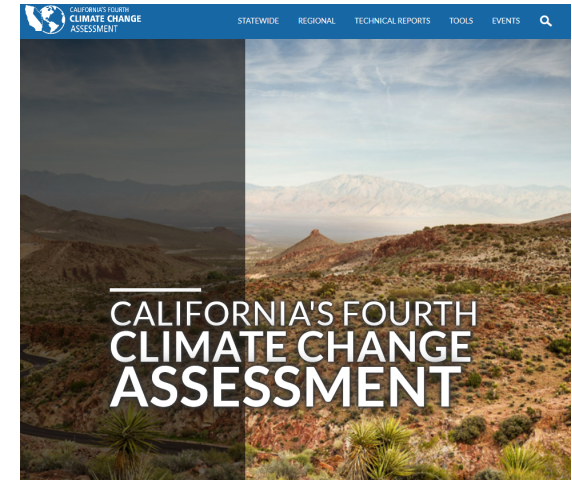 CALIFORNIA'S FOURTH
CLIMATE CHANGE
ASSESSMENT
STATEWIDE REGIONAL TECHNICAL REPORTS TOOLS EVENTS
CALIFORNIA'S FOURTH
CLIMATE CHANGE
ASSESSMENT